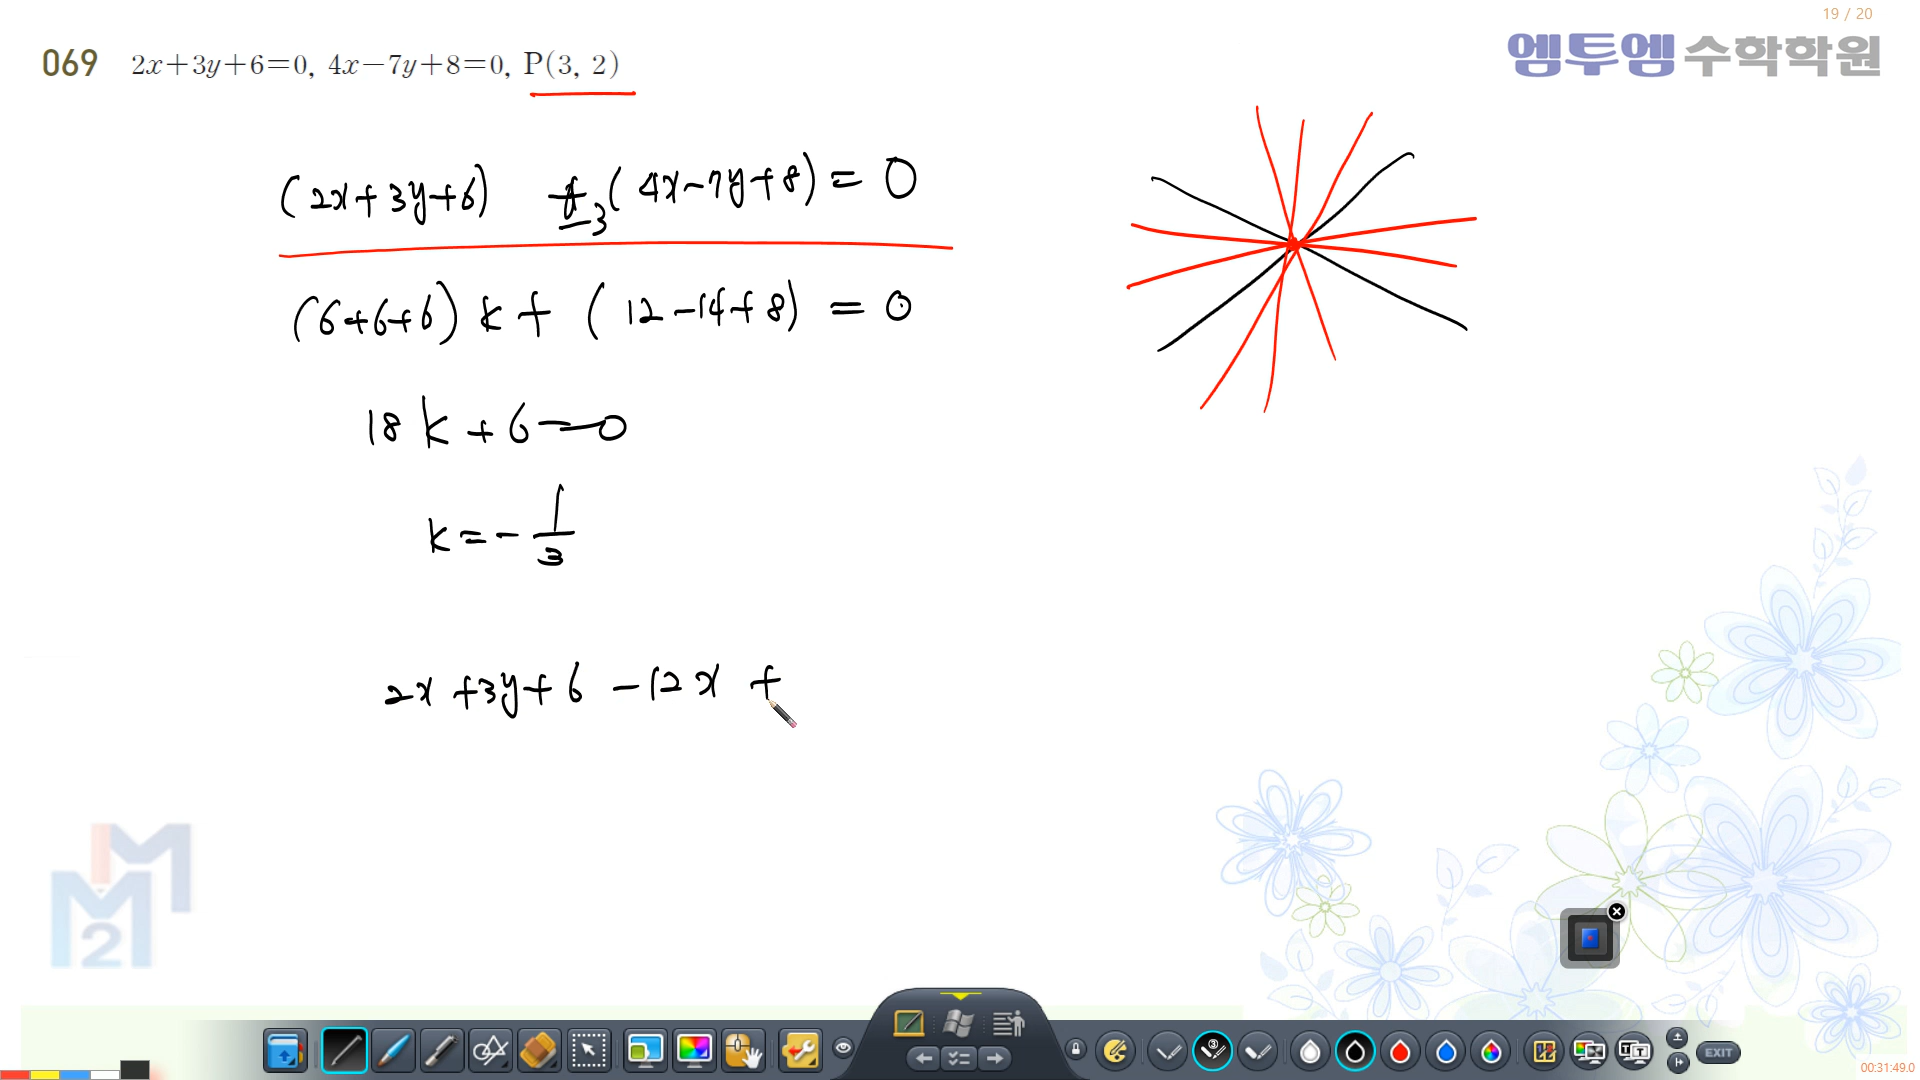 19 / 20
069 2x+3y+6=0, 4x−7y+8=0, P(3, 2)
엠투엠 수학학원
(2x+3y+6) +₋₃(4x−7y+8)=0
(6+6+6)k+(12−14+8)=0
18k+6=0
k=−1/3
2x+3y+6−12x+
M2M
EXIT
00:31:49.0